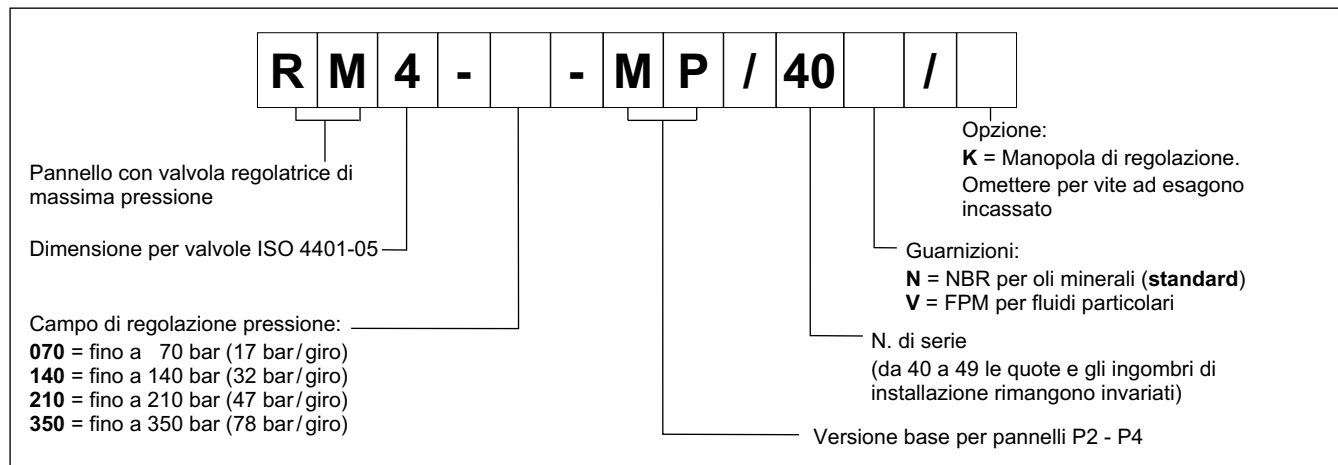 R M 4 - - M P / 40 /
Pannello con valvola regolatrice di
massima pressione
Dimensione per valvole ISO 4401-05
Campo di regolazione pressione:
070 = fino a 70 bar (17 bar/giro)
140 = fino a 140 bar (32 bar/giro)
210 = fino a 210 bar (47 bar/giro)
350 = fino a 350 bar (78 bar/giro)
Opzione:
K = Manopola di regolazione.
Omettere per vite ad esagono
incassato
Guarnizioni:
N = NBR per oli minerali (standard)
V = FPM per fluidi particolari
N. di serie
(da 40 a 49 le quote e gli ingombri di
installazione rimangono invariati)
Versione base per pannelli P2 - P4